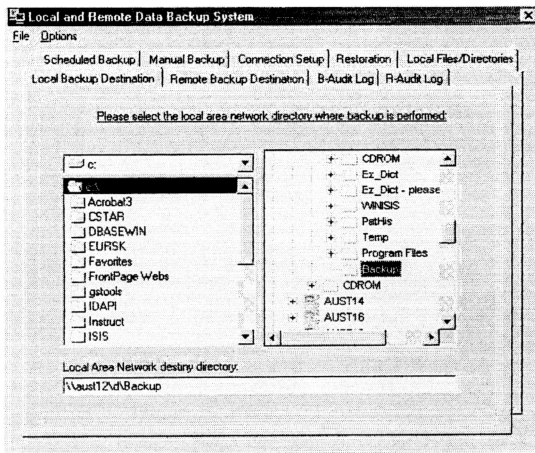 Local and Remote Data Backup System
File Options
Scheduled Backup Manual Backup Connection Setup Restoration Local Files/Directories
Local Backup Destination Remote Backup Destination B-Audit Log R-Audit Log
Please select the local area network directory where backup is performed:
c:
c:\
Acrobat3
CSTAR
DBASEWIN
EURSK
Favorites
FrontPage Webs
gstools
IDAPI
Instruct
ISIS
CDROM
Ez_Dict
Ez_Dict - please
WINISIS
PatHis
Temp
Program Files
Backup
CDROM
AUST14
AUST16
Local Area Network destiny directory:
\\aust12\d\Backup